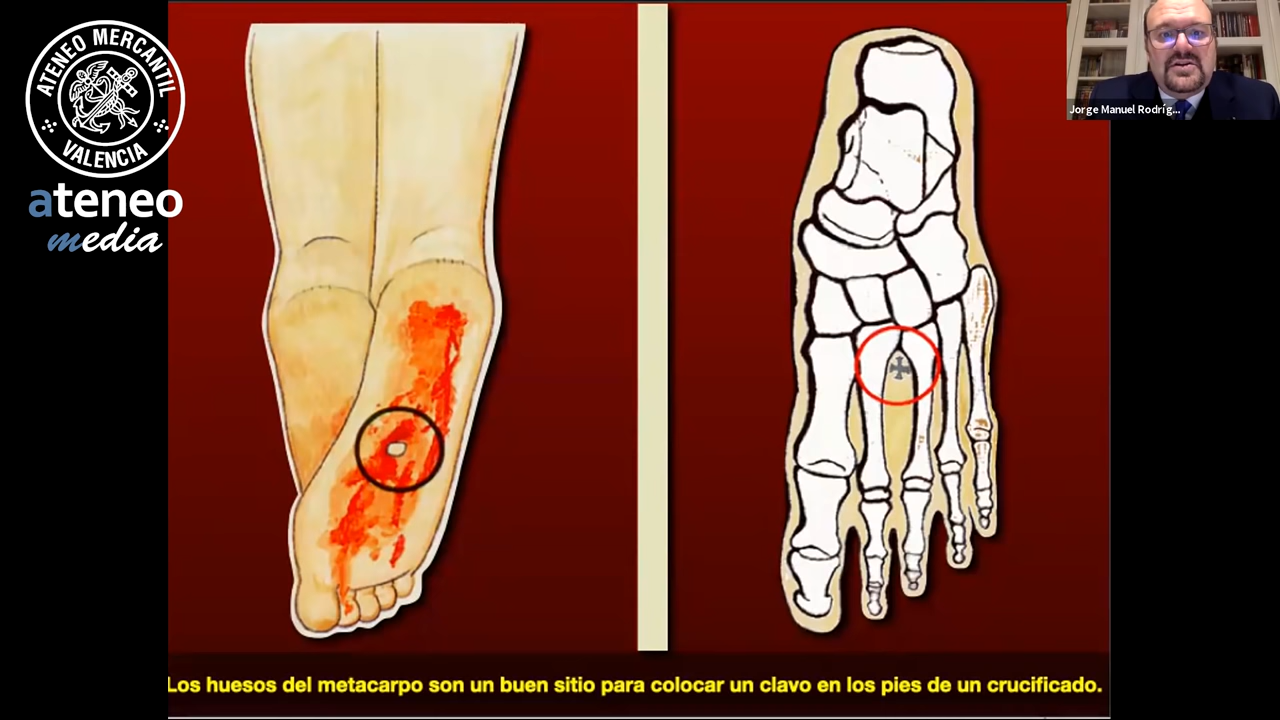 ATENEO MERCANTIL
VALENCIA
ateneo
media
Jorge Manuel Rodríg...
Los huesos del metacarpo son un buen sitio para colocar un clavo en los pies de un crucificado.